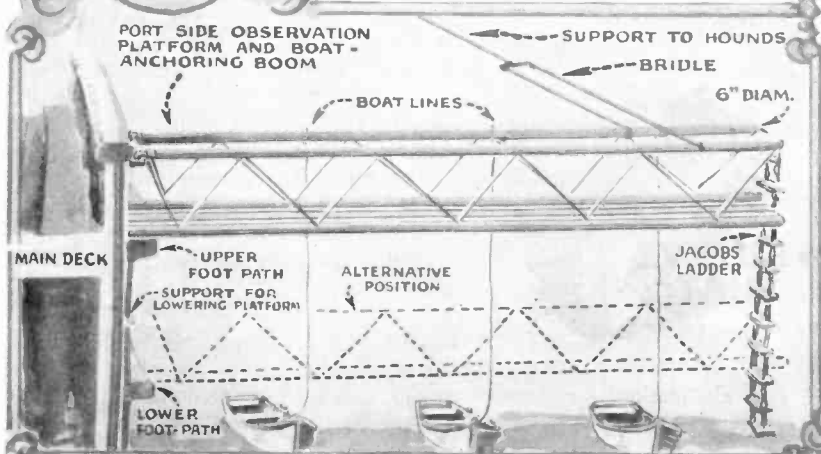 PORT SIDE OBSERVATION
PLATFORM AND BOAT-
ANCHORING BOOM
SUPPORT TO HOUNDS
BRIDLE
BOAT LINES
6" DIAM.
MAIN DECK
UPPER
FOOT PATH
SUPPORT FOR
LOWERING PLATFORM
ALTERNATIVE
POSITION
JACOBS
LADDER
LOWER
FOOT-PATH